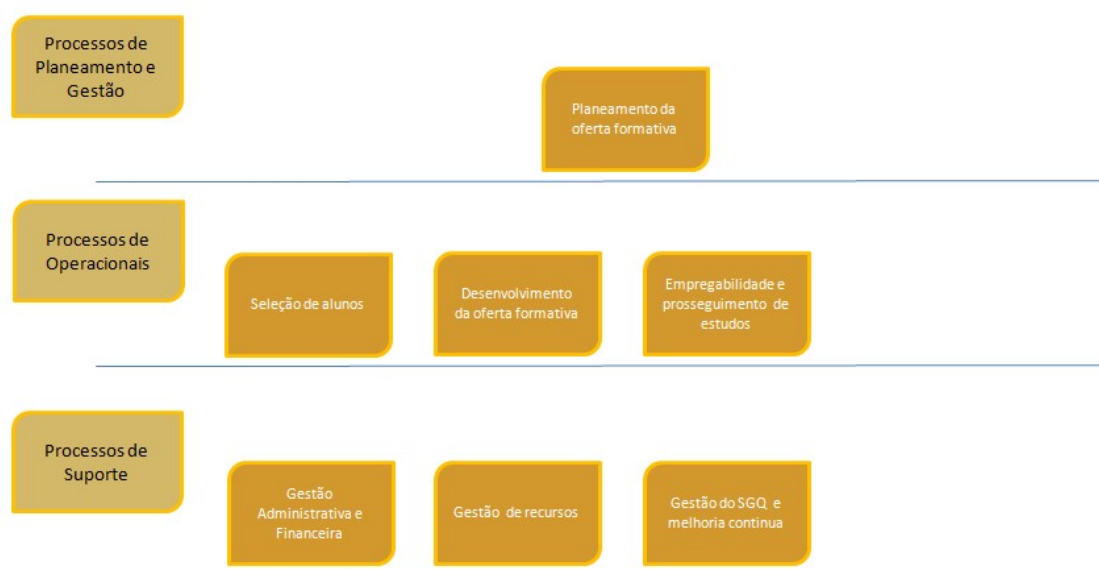 Processos de
Planeamento e
Gestão
Planeamento da
oferta formativa
Processos de
Operacionais
Seleção de alunos
Desenvolvimento
da oferta formativa
Empregabilidade e
prosseguimento de
estudos
Processos de
Suporte
Gestão
Administrativa e
Financeira
Gestão de recursos
Gestão do SGQ e
melhoria continua